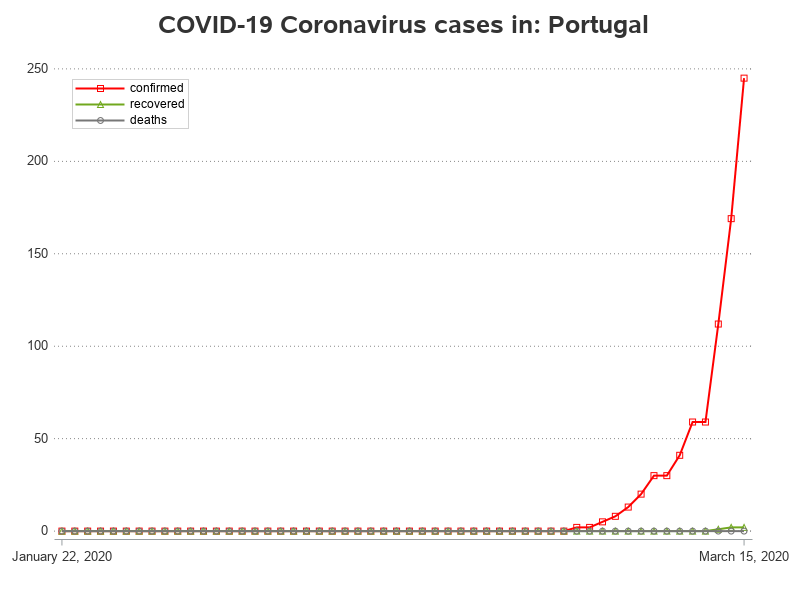 COVID-19 Coronavirus cases in: Portugal
250
confirmed
recovered
deaths
200
150
100
50
0
January 22, 2020
March 15, 2020